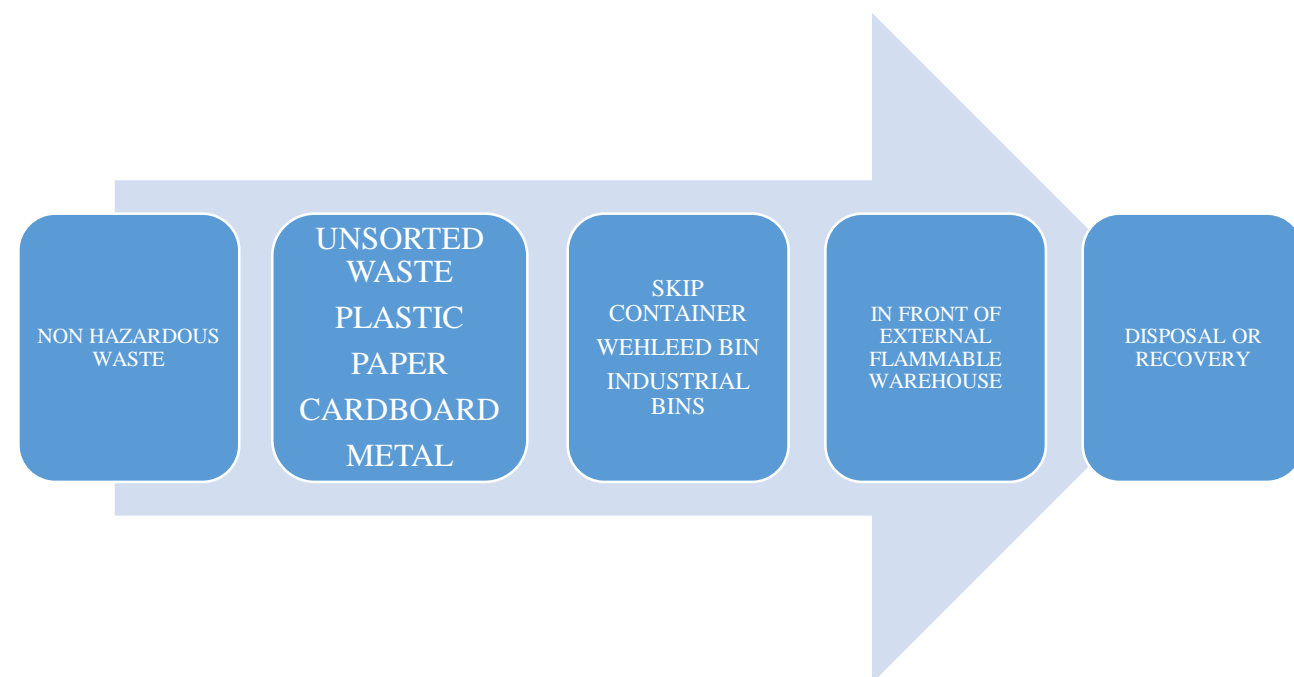 NON HAZARDOUS
WASTE
UNSORTED
WASTE
PLASTIC
PAPER
CARDBOARD
METAL
SKIP
CONTAINER
WEHLEED BIN
INDUSTRIAL
BINS
IN FRONT OF
EXTERNAL
FLAMMABLE
WAREHOUSE
DISPOSAL OR
RECOVERY